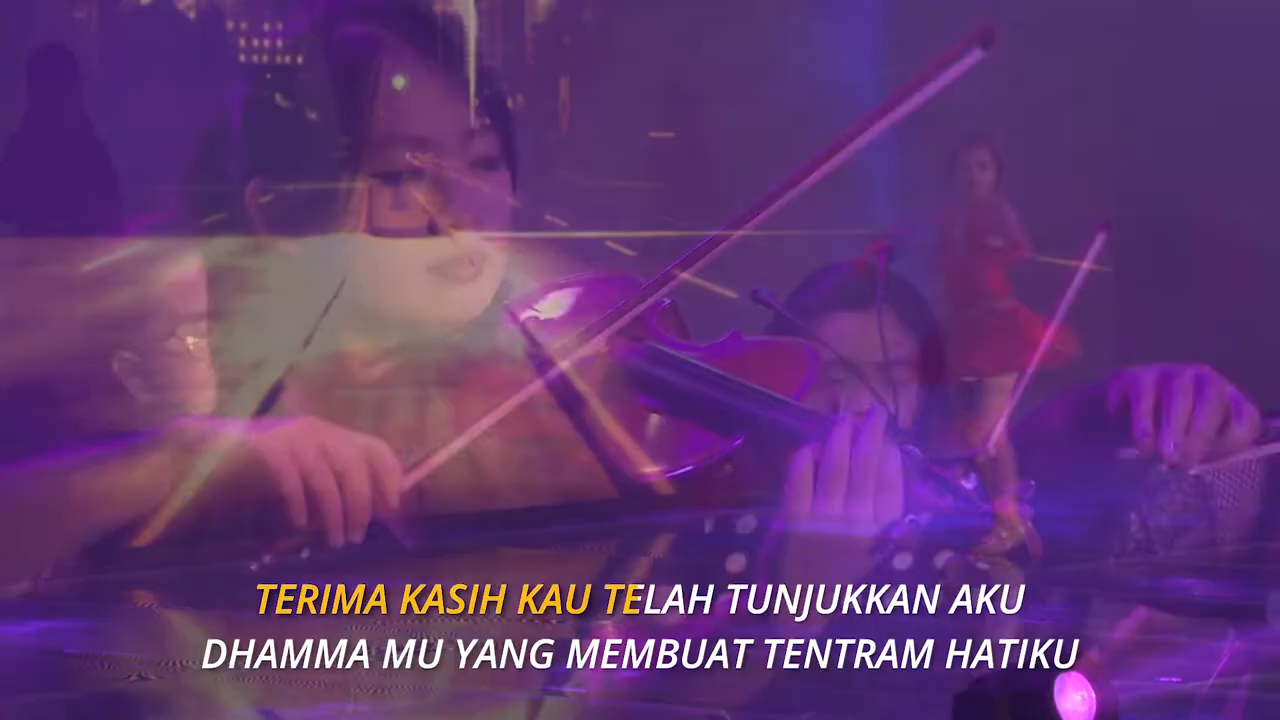 TERIMA KASIH KAU TELAH TUNJUKKAN AKU
DHAMMA MU YANG MEMBUAT TENTRAM HATIKU